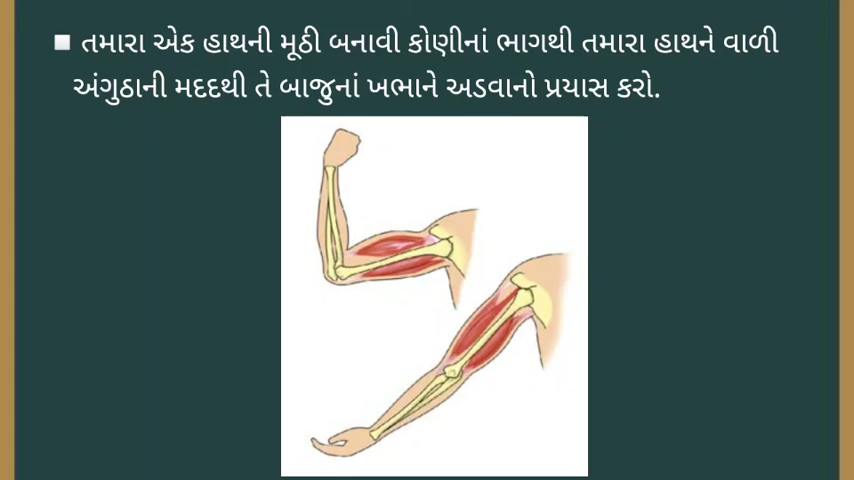 તમારા એક હાથની મૂઠી બનાવી કોણીનાં ભાગથી તમારા હાથને વાળી
અંગુઠાની મદદથી તે બાજુનાં ખભાને અડવાનો પ્રયાસ કરો.